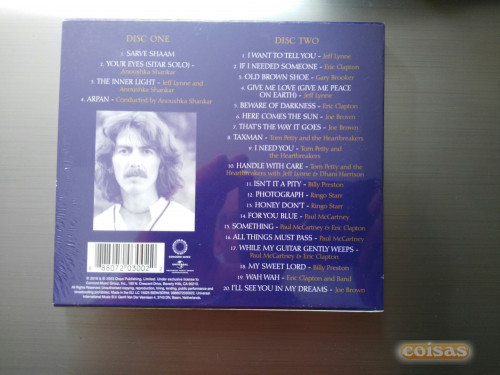 DISC ONE
1. SARVE SHAAM
2. YOUR EYES (SITAR SOLO) -
Anoushka Shankar
3. THE INNER LIGHT - Jeff Lynne and
Anoushka Shankar
4. ARPAN - Conducted by Anoushka Shankar
DISC TWO
1. I WANT TO TELL YOU - Jeff Lynne
2. IF I NEEDED SOMEONE - Eric Clapton
3. OLD BROWN SHOE - Gary Brooker
4. GIVE ME LOVE (GIVE ME PEACE
ON EARTH) - Jeff Lynne
5. BEWARE OF DARKNESS - Eric Clapton
6. HERE COMES THE SUN - Joe Brown
7. THAT'S THE WAY IT GOES - Joe Brown
8. TAXMAN - Tom Petty and the Heartbreakers
9. I NEED YOU - Tom Petty and
the Heartbreakers
10. HANDLE WITH CARE - Tom Petty and the
Heartbreakers with Jeff Lynne & Dhani Harrison
11. ISN'T IT A PITY - Billy Preston
12. PHOTOGRAPH - Ringo Starr
13. HONEY DON'T - Ringo Starr
14. FOR YOU BLUE - Paul McCartney
15. SOMETHING - Paul McCartney & Eric Clapton
16. ALL THINGS MUST PASS - Paul McCartney
17. WHILE MY GUITAR GENTLY WEEPS -
Paul McCartney & Eric Clapton
18. MY SWEET LORD - Billy Preston
19. WAH WAH - Eric Clapton and Band
20. I'LL SEE YOU IN MY DREAMS - Joe Brown
coisas